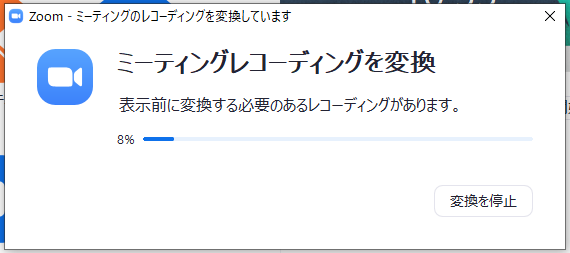 Zoom - ミーティングのレコーディングを変換しています
ミーティングレコーディングを変換
表示前に変換する必要のあるレコーディングがあります。
8%
変換を停止